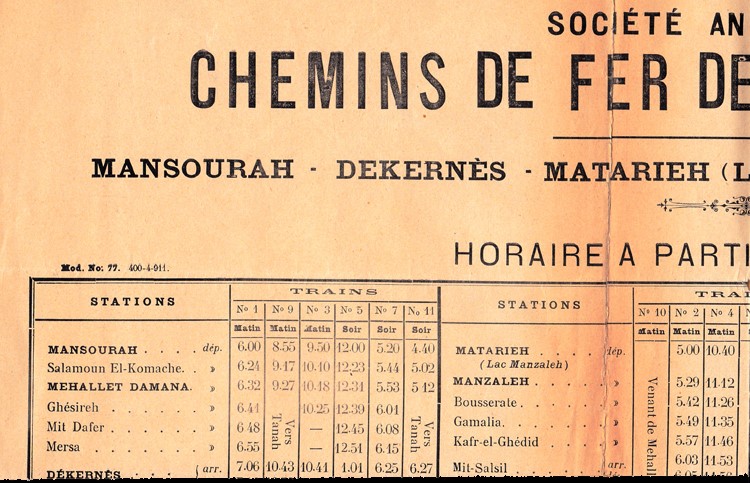 SOCIÉTÉ AN
CHEMINS DE FER DE
MANSOURAH - DEKERNÈS - MATARIEH (L
HORAIRE A PARTI
Mod. No: 77. 400-4-911.
STATIONS TRAINS
No 1 No 9 No 3 No 5 No 7 No 11
Matin Matin Matin Soir Soir Soir
MANSOURAH . . . . dép. 6.00 8.55 9.50 12.00 5.20 4.40
Salamoun El-Komache. . » 6.24 9.17 10.10 12.23 5.44 5.02
MEHALLET DAMANA. » 6.32 9.27 10.18 12.31 5.53 5.12
Ghésireh . . . . . . . » 6.41 10.25 12.39 6.01
Mit Dafer . . . . . . . » 6.48 — 12.45 6.08
Mersa . . . . . . . » 6.55 — 12.51 6.15
Vers Tanah
Vers Tanah
DÉKERNÈS . . . . . (arr. 7.06 10.43 10.41 1.01 6.25 6.27
STATIONS TRA
No 10 No 2 No 4
Matin Matin Matin
MATARIEH . . . . dép. 5.00 10.40
(Lac Manzaleh)
MANZALEH . . . . . » 5.29 11.12
Bousserate . . . . . . » 5.42 11.26
Gamalia . . . . . . . » 5.49 11.35
Kafr-el-Ghédid . . . . » 5.57 11.46
Venant de Mehall
Mit-Salsil . . . . . . (arr. 6.03 11.53